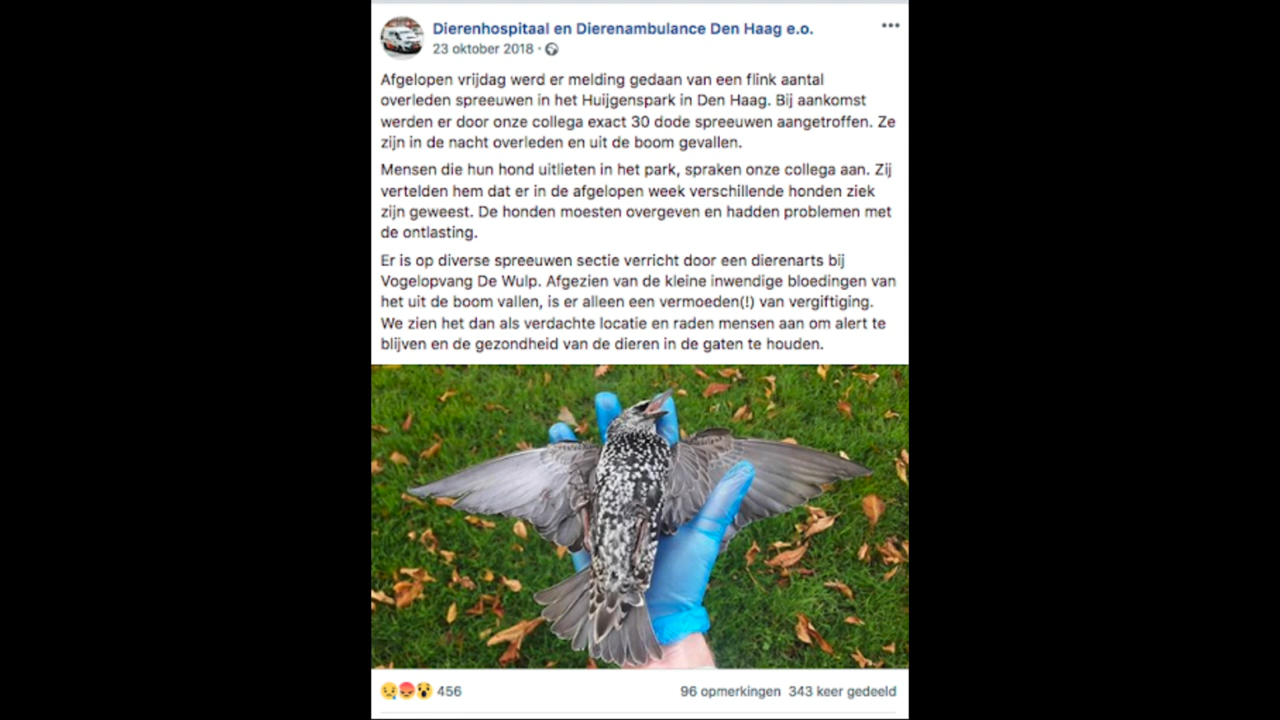 Dierenhospitaal en Dierenambulance Den Haag e.o.
23 oktober 2018 ·
Afgelopen vrijdag werd er melding gedaan van een flink aantal
overleden spreeuwen in het Huijgenspark in Den Haag. Bij aankomst
werden er door onze collega exact 30 dode spreeuwen aangetroffen. Ze
zijn in de nacht overleden en uit de boom gevallen.
Mensen die hun hond uitlieten in het park, spraken onze collega aan. Zij
vertelden hem dat er in de afgelopen week verschillende honden ziek
zijn geweest. De honden moesten overgeven en hadden problemen met
de ontlasting.
Er is op diverse spreeuwen sectie verricht door een dierenarts bij
Vogelopvang De Wulp. Afgezien van de kleine inwendige bloedingen van
het uit de boom vallen, is er alleen een vermoeden(!) van vergiftiging.
We zien het dan als verdachte locatie en raden mensen aan om alert te
blijven en de gezondheid van de dieren in de gaten te houden.
456 96 opmerkingen 343 keer gedeeld